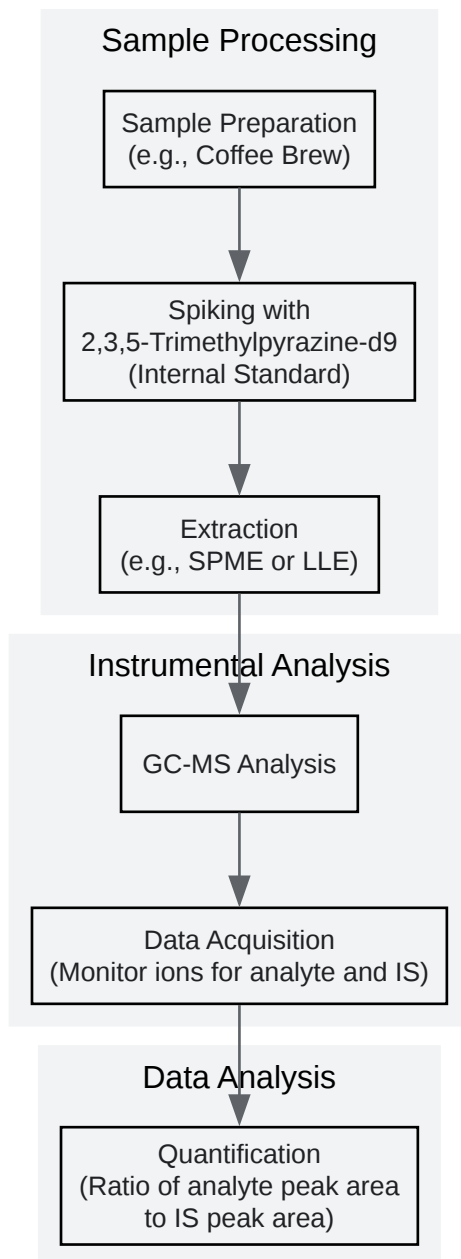 Sample Processing
Sample Preparation
(e.g., Coffee Brew)
Spiking with
2,3,5-Trimethylpyrazine-d9
(Internal Standard)
Extraction
(e.g., SPME or LLE)
Instrumental Analysis
GC-MS Analysis
Data Acquisition
(Monitor ions for analyte and IS)
Data Analysis
Quantification
(Ratio of analyte peak area
to IS peak area)